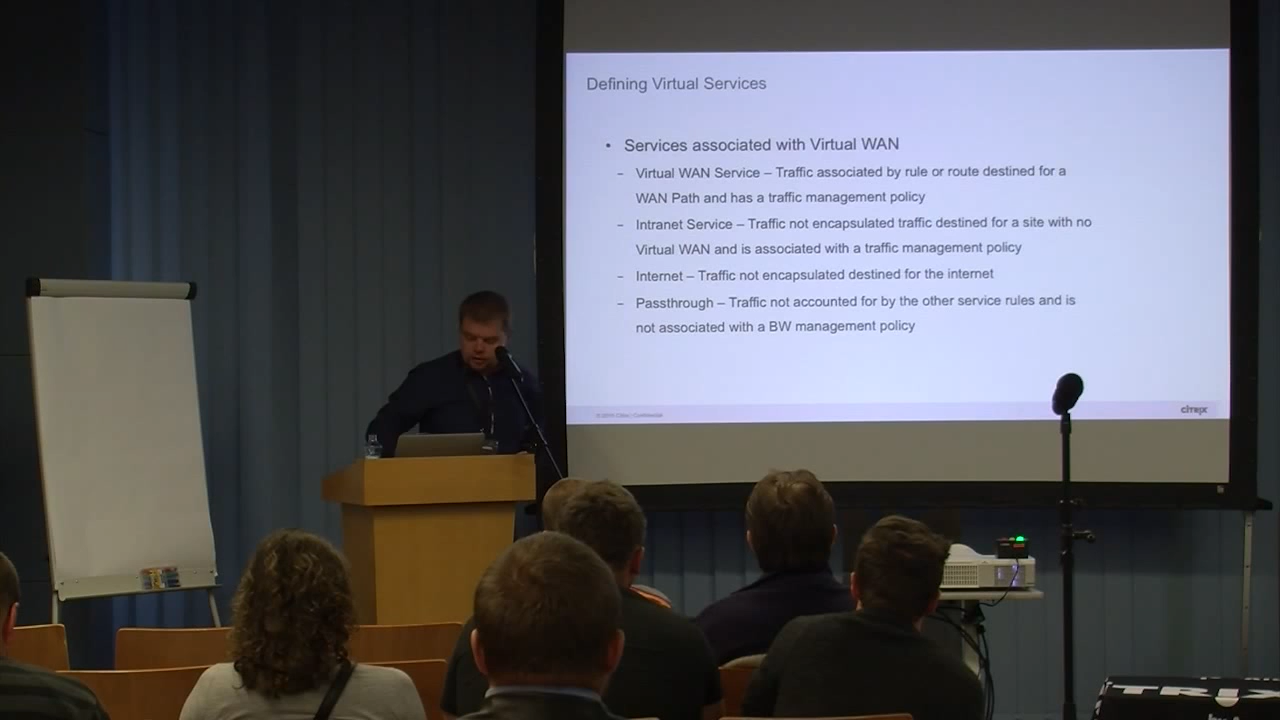 Defining Virtual Services
• Services associated with Virtual WAN
– Virtual WAN Service – Traffic associated by rule or route destined for a
WAN Path and has a traffic management policy
– Intranet Service – Traffic not encapsulated traffic destined for a site with no
Virtual WAN and is associated with a traffic management policy
– Internet – Traffic not encapsulated destined for the internet
– Passthrough – Traffic not accounted for by the other service rules and is
not associated with a BW management policy
Citrix | Confidential
CITRIX